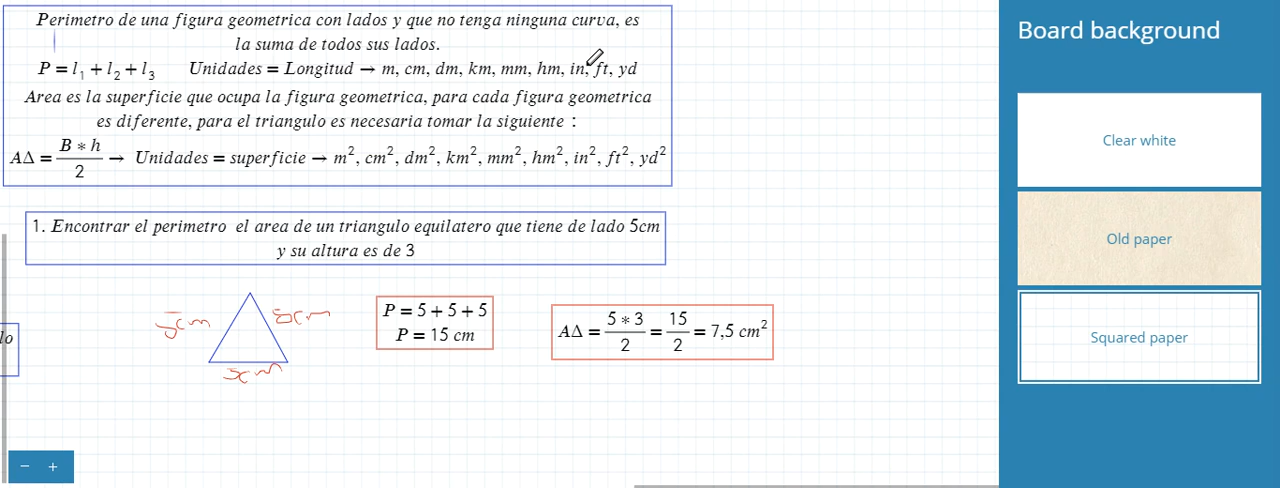 Perimetro de una figura geometrica con lados y que no tenga ninguna curva, es
la suma de todos sus lados.
P = l₁ + l₂ + l₃ Unidades = Longitud → m, cm, dm, km, mm, hm, in, ft, yd
Area es la superficie que ocupa la figura geometrica, para cada figura geometrica
es diferente, para el triangulo es necesaria tomar la siguiente :
A∆ = B * h / 2 → Unidades = superficie → m², cm², dm², km², mm², hm², in², ft², yd²
1. Encontrar el perimetro el area de un triangulo equilatero que tiene de lado 5cm
y su altura es de 3
lo
5cm
5cm
5cm
P = 5 + 5 + 5
P = 15 cm
A∆ = 5 * 3 / 2 = 15 / 2 = 7,5 cm²
Board background
Clear white
Old paper
Squared paper